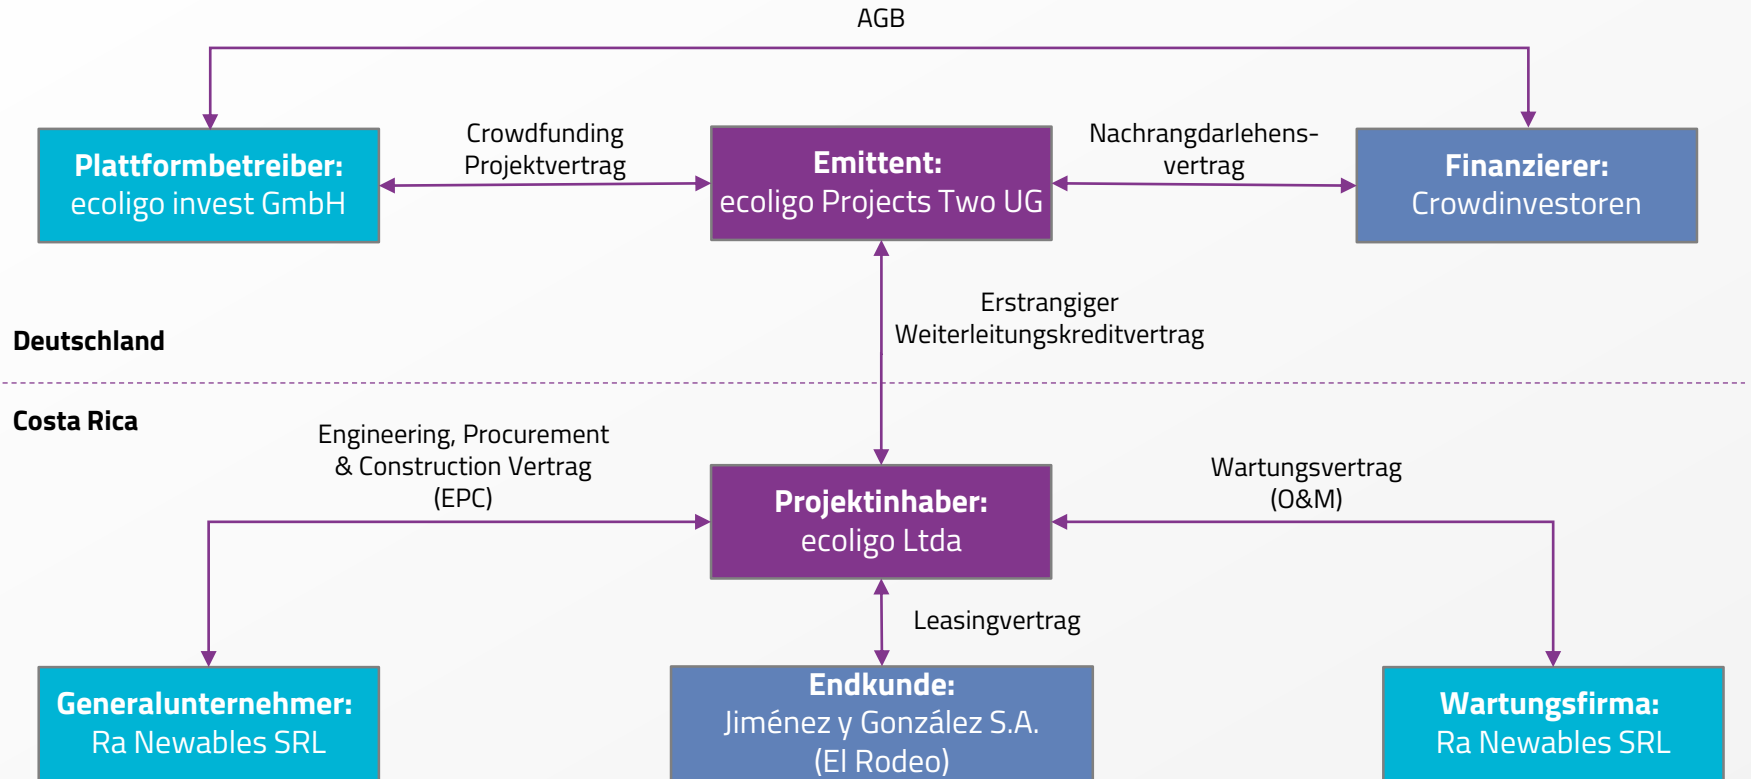 AGB
Plattformbetreiber:
ecoligo invest GmbH
Crowdfunding
Projektvertrag
Emittent:
ecoligo Projects Two UG
Nachrangdarlehens-
vertrag
Finanzierer:
Crowdinvestoren
Erstrangiger
Weiterleitungskreditvertrag
Deutschland
Costa Rica
Engineering, Procurement
& Construction Vertrag
(EPC)
Projektinhaber:
ecoligo Ltda
Wartungsvertrag
(O&M)
Leasingvertrag
Generalunternehmer:
Ra Newables SRL
Endkunde:
Jiménez y González S.A.
(El Rodeo)
Wartungsfirma:
Ra Newables SRL